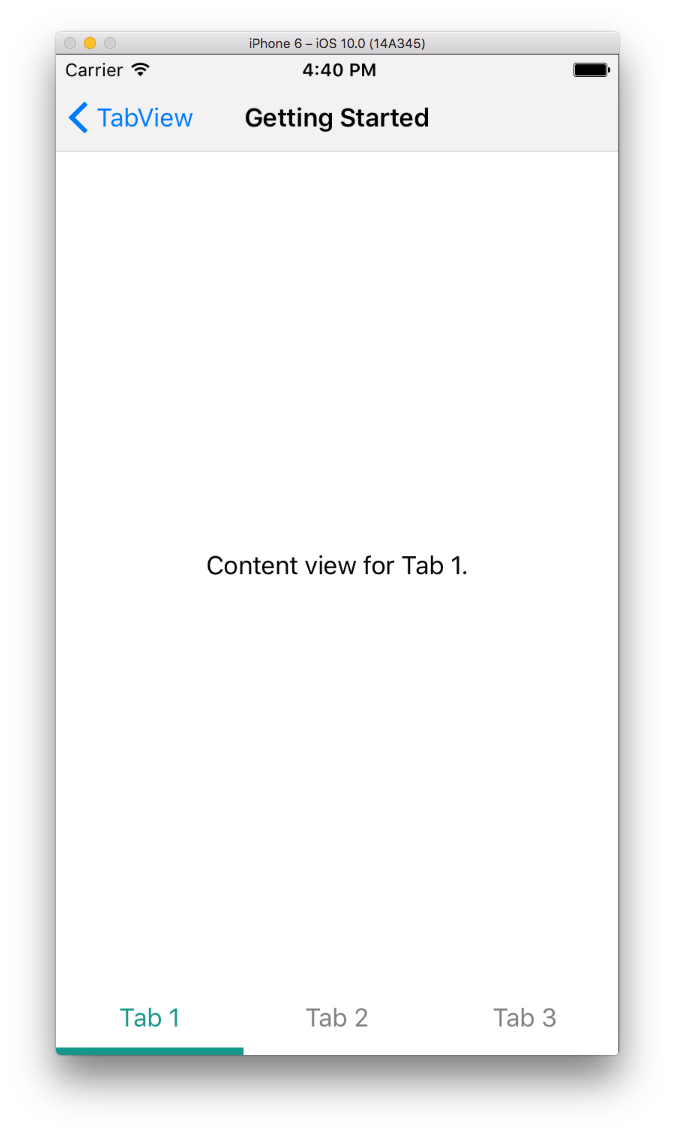 iPhone 6 – iOS 10.0 (14A345)
Carrier 4:40 PM
TabView Getting Started
Content view for Tab 1.
Tab 1 Tab 2 Tab 3